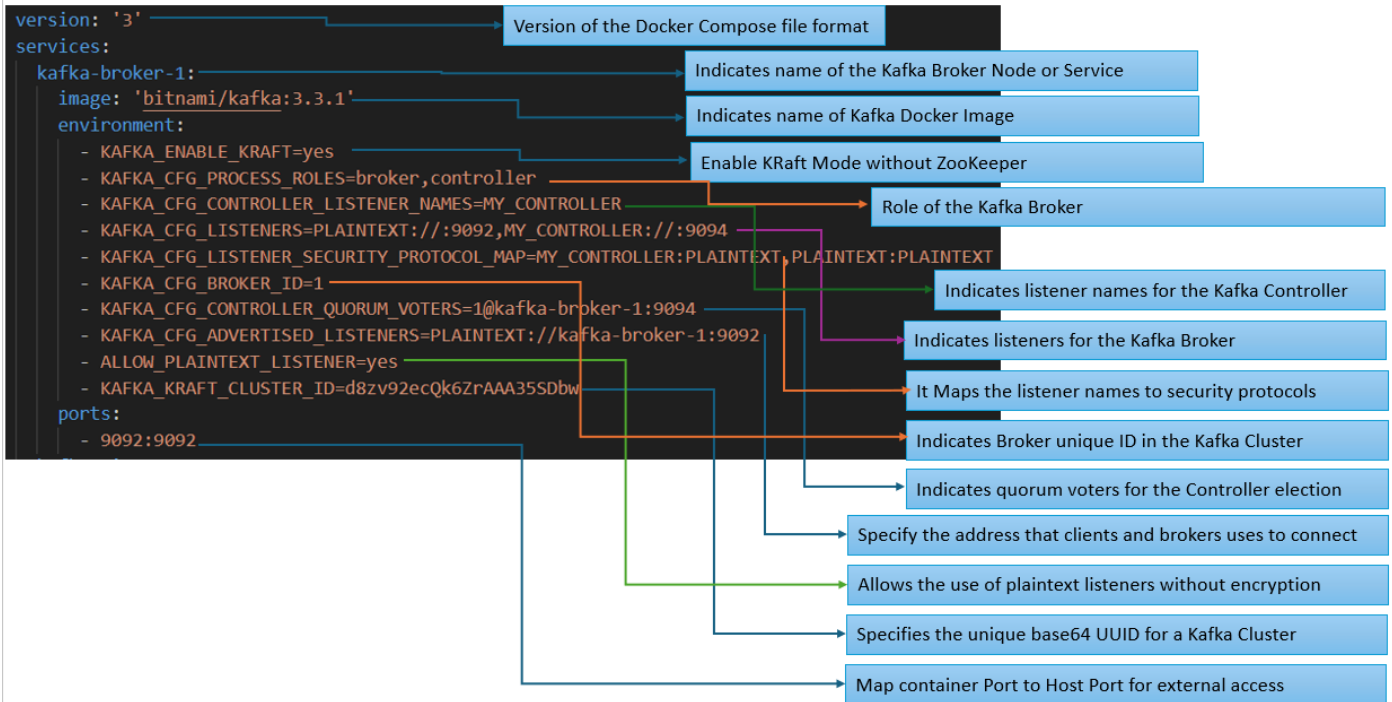 version: '3'
services:
kafka-broker-1:
image: 'bitnami/kafka:3.3.1'
environment:
- KAFKA_ENABLE_KRAFT=yes
- KAFKA_CFG_PROCESS_ROLES=broker,controller
- KAFKA_CFG_CONTROLLER_LISTENER_NAMES=MY_CONTROLLER
- KAFKA_CFG_LISTENERS=PLAINTEXT://:9092,MY_CONTROLLER://:9094
- KAFKA_CFG_LISTENER_SECURITY_PROTOCOL_MAP=MY_CONTROLLER:PLAINTEXT,PLAINTEXT:PLAINTEXT
- KAFKA_CFG_BROKER_ID=1
- KAFKA_CFG_CONTROLLER_QUORUM_VOTERS=1@kafka-broker-1:9094
- KAFKA_CFG_ADVERTISED_LISTENERS=PLAINTEXT://kafka-broker-1:9092
- ALLOW_PLAINTEXT_LISTENER=yes
- KAFKA_KRAFT_CLUSTER_ID=d8zv92ecQk6ZrAAA35SDbw
ports:
- 9092:9092
Version of the Docker Compose file format
Indicates name of the Kafka Broker Node or Service
Indicates name of Kafka Docker Image
Enable KRaft Mode without ZooKeeper
Role of the Kafka Broker
Indicates listener names for the Kafka Controller
Indicates listeners for the Kafka Broker
It Maps the listener names to security protocols
Indicates Broker unique ID in the Kafka Cluster
Indicates quorum voters for the Controller election
Specify the address that clients and brokers uses to connect
Allows the use of plaintext listeners without encryption
Specifies the unique base64 UUID for a Kafka Cluster
Map container Port to Host Port for external access